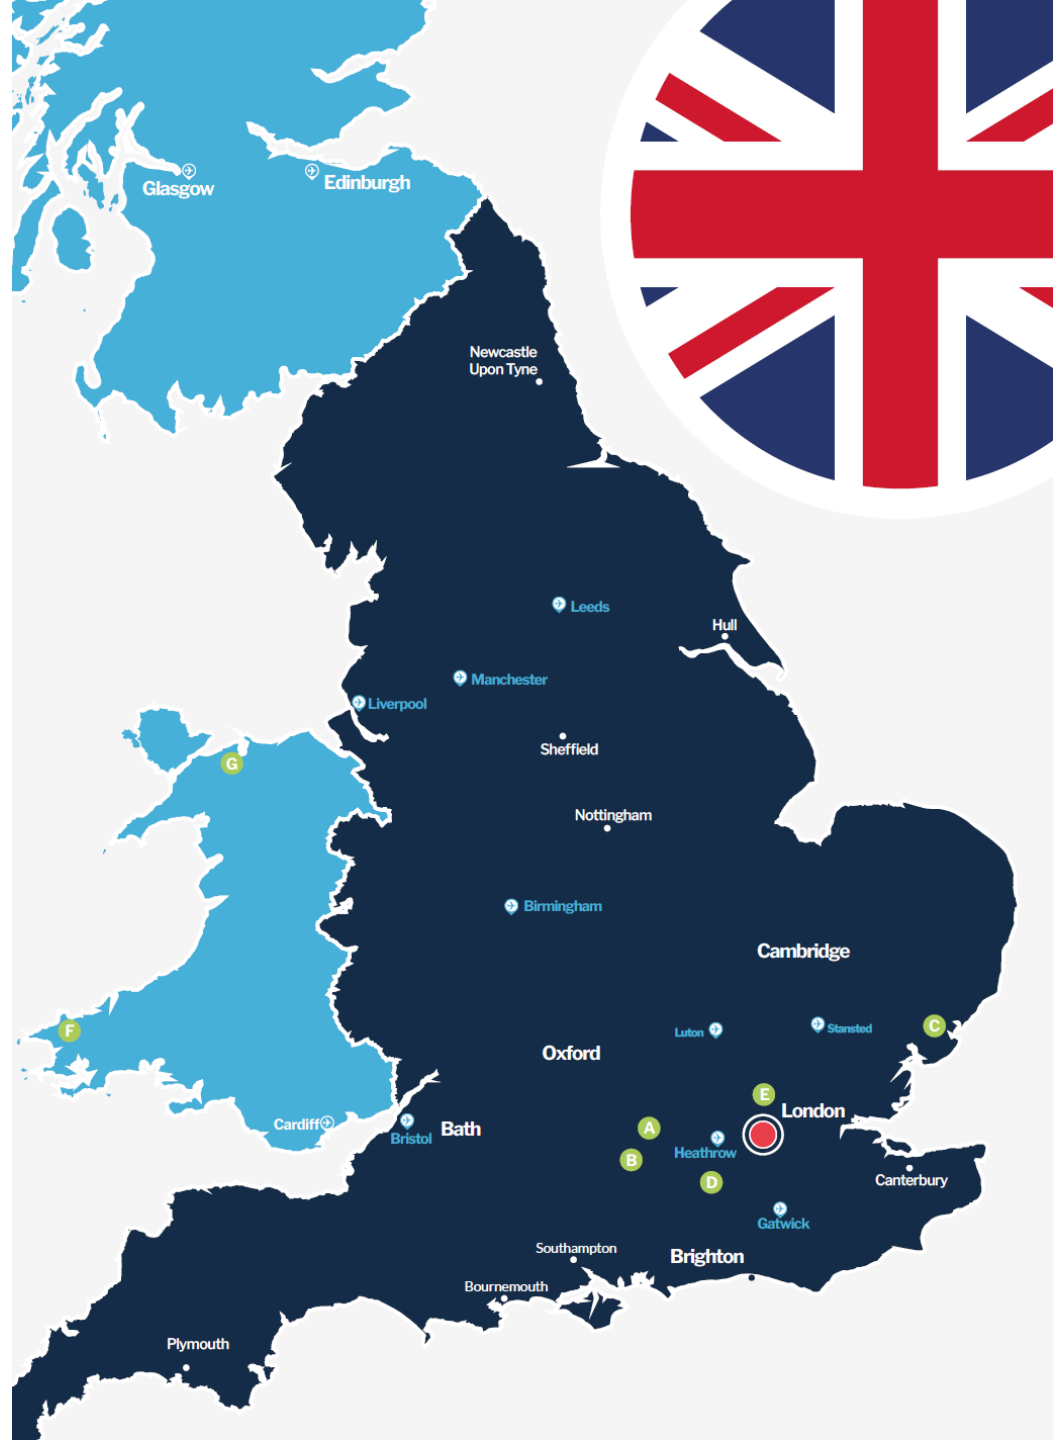 Glasgow
Edinburgh
Newcastle
Upon Tyne
Leeds
Hull
Manchester
Liverpool
Sheffield
G
Nottingham
Birmingham
Cambridge
F
Luton
Stansted
C
Oxford
E
London
Cardiff
Bristol
Bath
A
Heathrow
B
D
Canterbury
Gatwick
Southampton
Brighton
Bournemouth
Plymouth